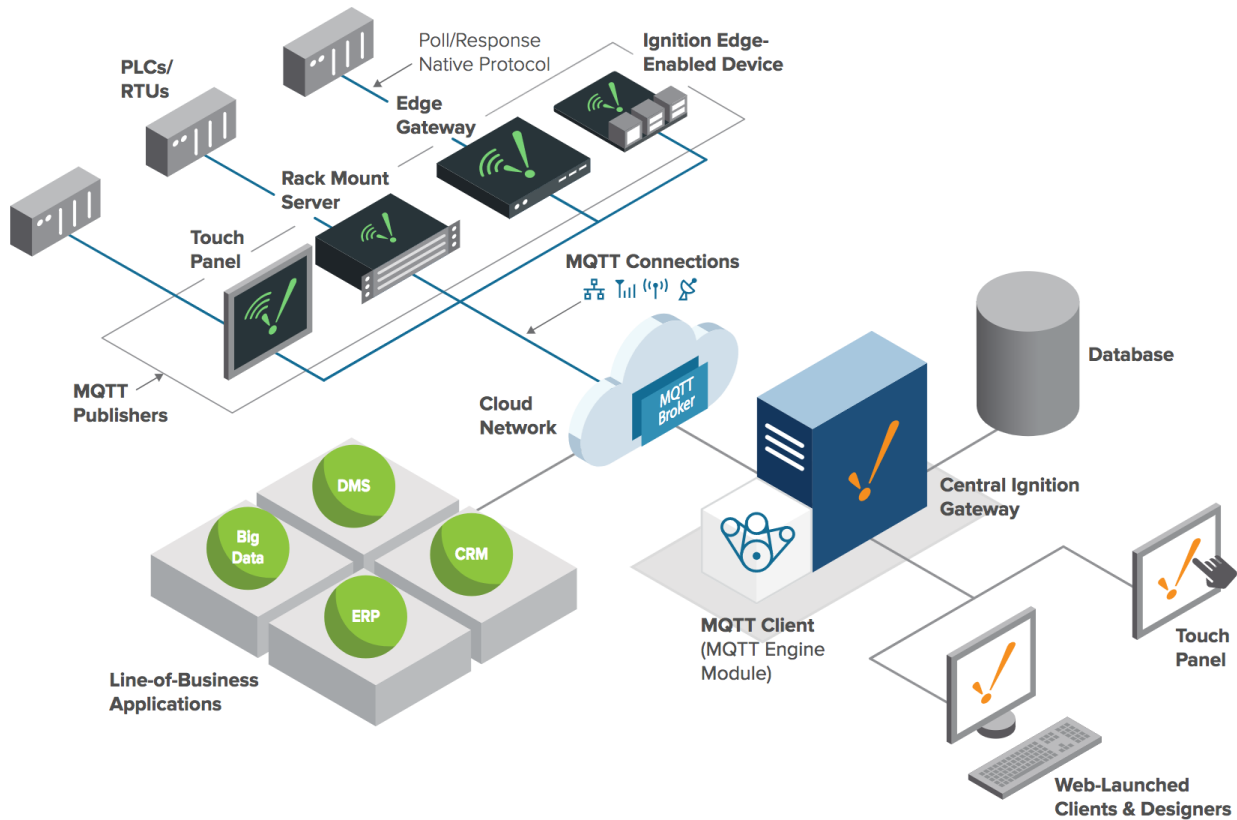 Poll/Response
Native Protocol
Ignition Edge-
Enabled Device
PLCs/
RTUs
Edge
Gateway
Rack Mount
Server
Touch
Panel
MQTT Connections
MQTT
Publishers
Cloud
Network
MQTT
Broker
Database
DMS
Big
Data
CRM
ERP
Central Ignition
Gateway
MQTT Client
(MQTT Engine
Module)
Touch
Panel
Line-of-Business
Applications
Web-Launched
Clients & Designers